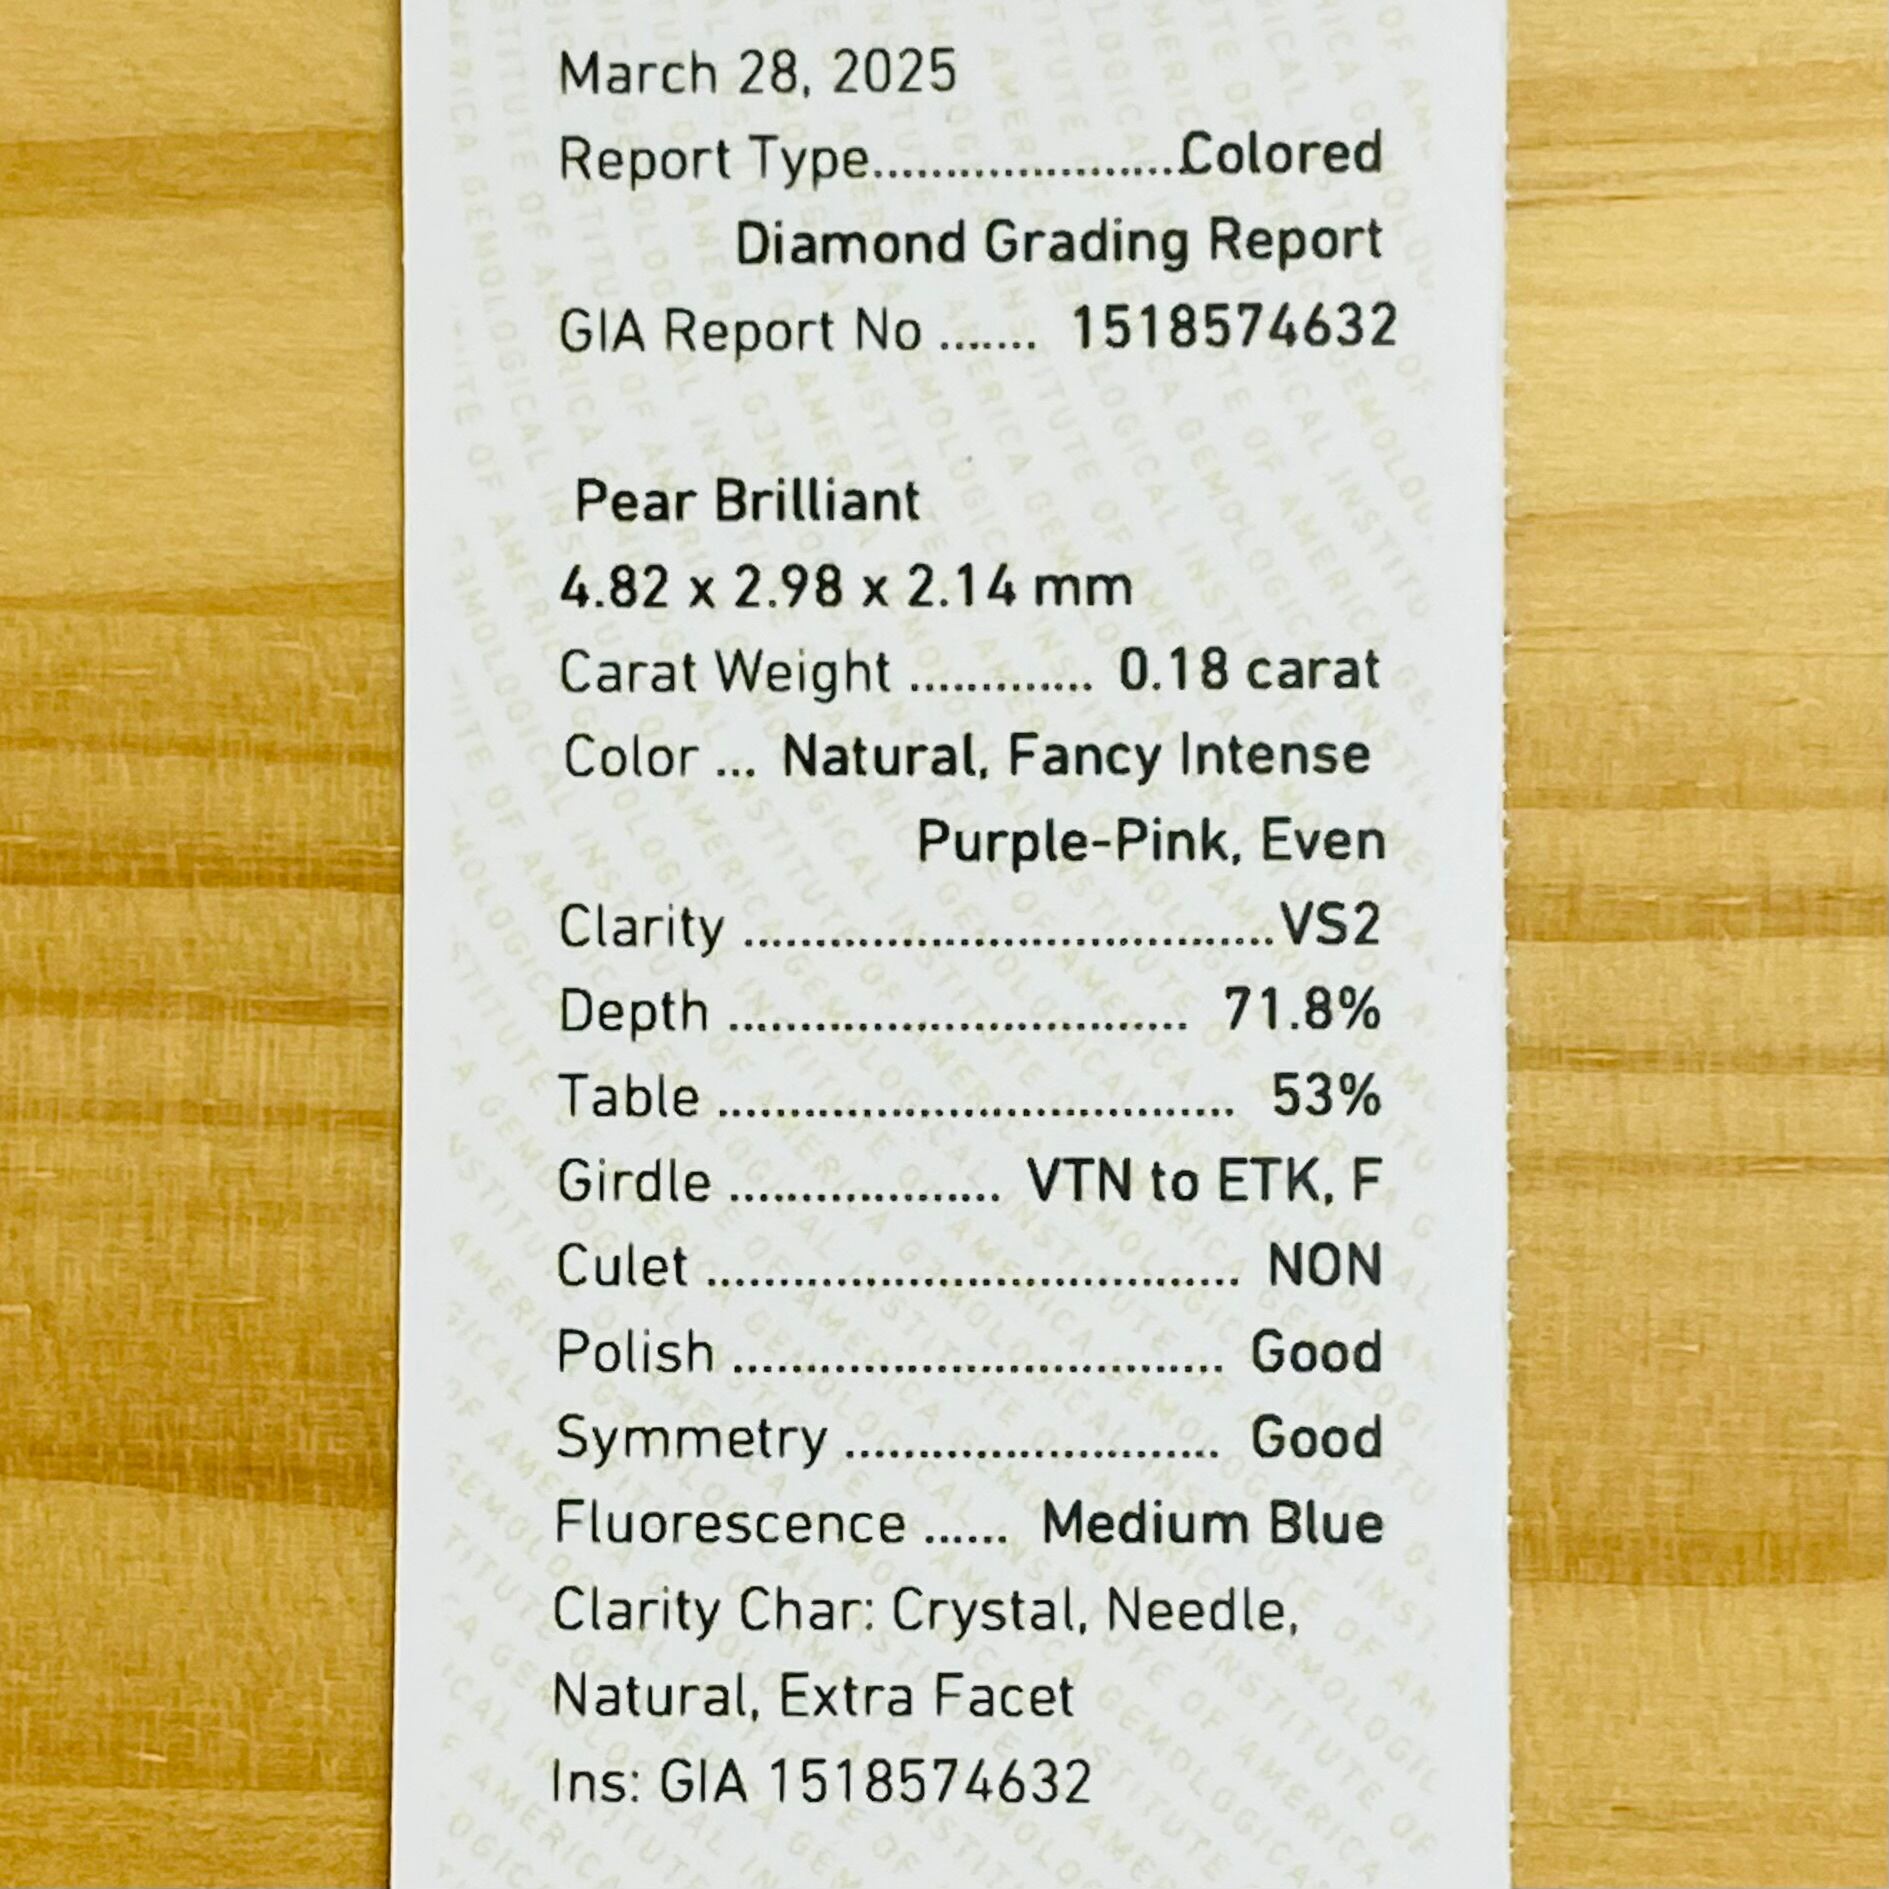 March 28, 2025
Report Type.....................Colored
Diamond Grading Report
GIA Report No ....... 1518574632
Pear Brilliant
4.82 x 2.98 x 2.14 mm
Carat Weight ............. 0.18 carat
Color ... Natural, Fancy Intense
Purple-Pink, Even
Clarity .....................................VS2
Depth ................................ 71.8%
Table .................................... 53%
Girdle ................... VTN to ETK, F
Culet ..................................... NON
Polish .................................. Good
Symmetry .......................... Good
Fluorescence ...... Medium Blue
Clarity Char: Crystal, Needle,
Natural, Extra Facet
Ins: GIA 1518574632